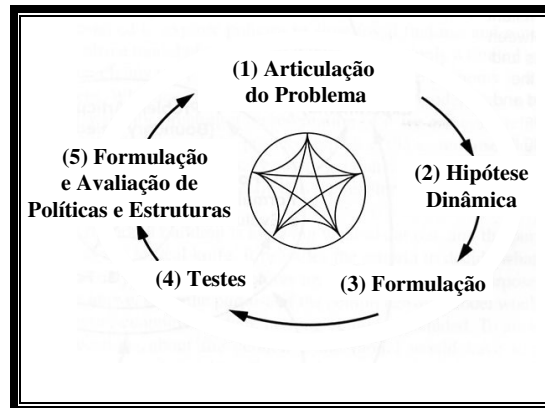 (1) Articulação
do Problema
(2) Hipótese
Dinâmica
(3) Formulação
(4) Testes
(5) Formulação
e Avaliação de
Políticas e Estruturas